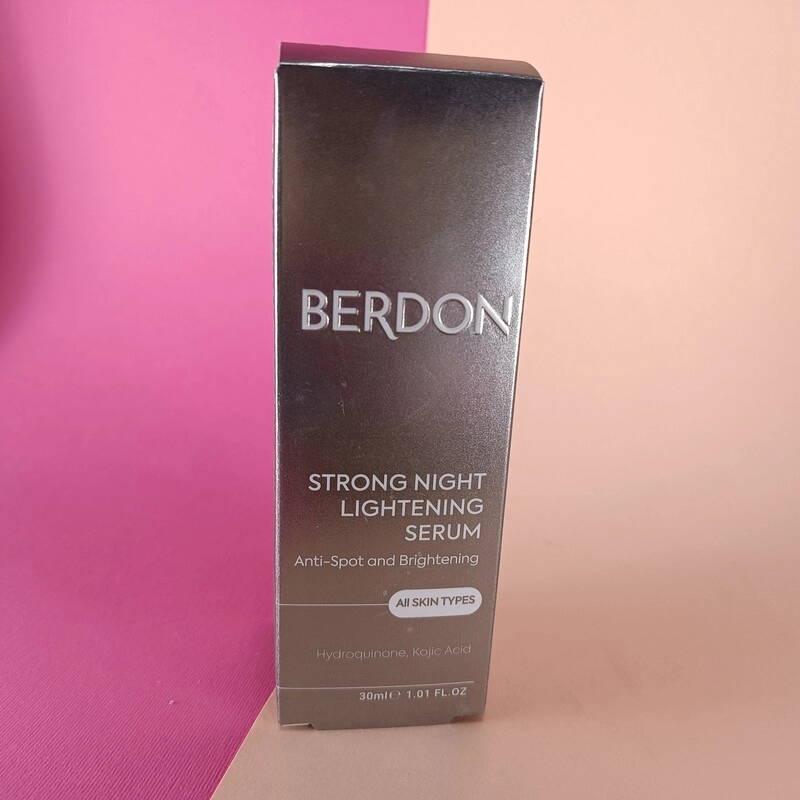 BERDON
STRONG NIGHT
LIGHTENING
SERUM
Anti-Spot and Brightening
All SKIN TYPES
Hydroquinone, Kojic Acid
30ml℮ 1.01 FL.OZ